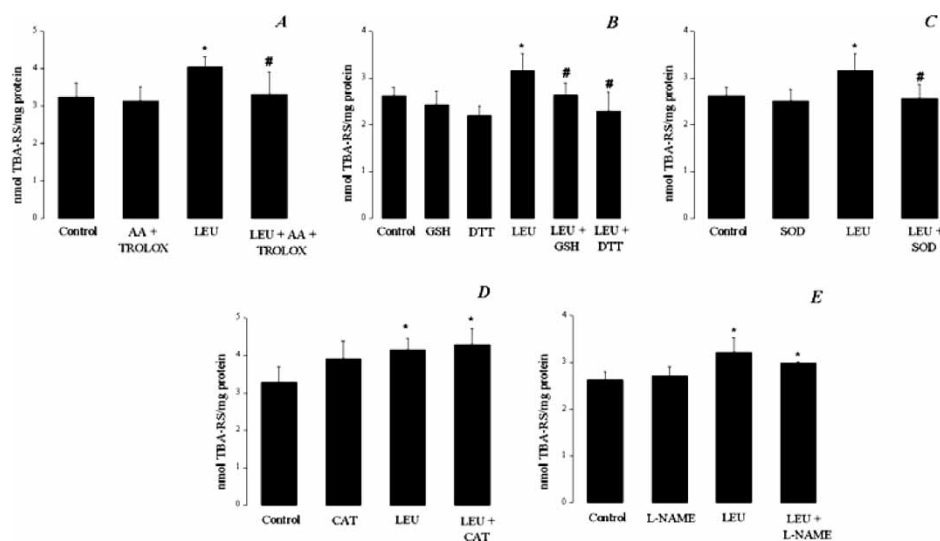 A
nmol TBA-RS/mg protein
5
4
3
2
1
0
*
#
Control
AA +
TROLOX
LEU
LEU + AA +
TROLOX
B
nmol TBA-RS/mg protein
4
3
2
1
0
*
#
#
Control
GSH
DTT
LEU
LEU +
GSH
LEU +
DTT
C
nmol TBA-RS/mg protein
4
3
2
1
0
*
#
Control
SOD
LEU
LEU +
SOD
D
nmol TBA-RS/mg protein
5
4
3
2
1
0
*
*
Control
CAT
LEU
LEU +
CAT
E
nmol TBA-RS/mg protein
4
3
2
1
0
*
*
Control
L-NAME
LEU
LEU +
L-NAME